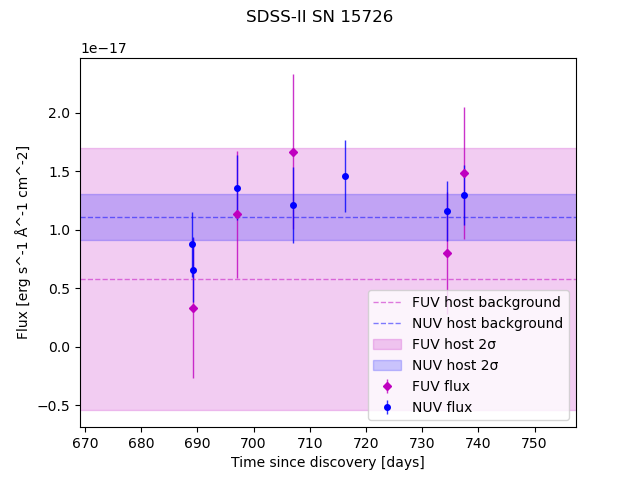 SDSS-II SN 15726
1e−17
2.0
1.5
1.0
0.5
0.0
−0.5
Flux [erg s^-1 Å^-1 cm^-2]
FUV host background
NUV host background
FUV host 2σ
NUV host 2σ
FUV flux
NUV flux
670 680 690 700 710 720 730 740 750
Time since discovery [days]